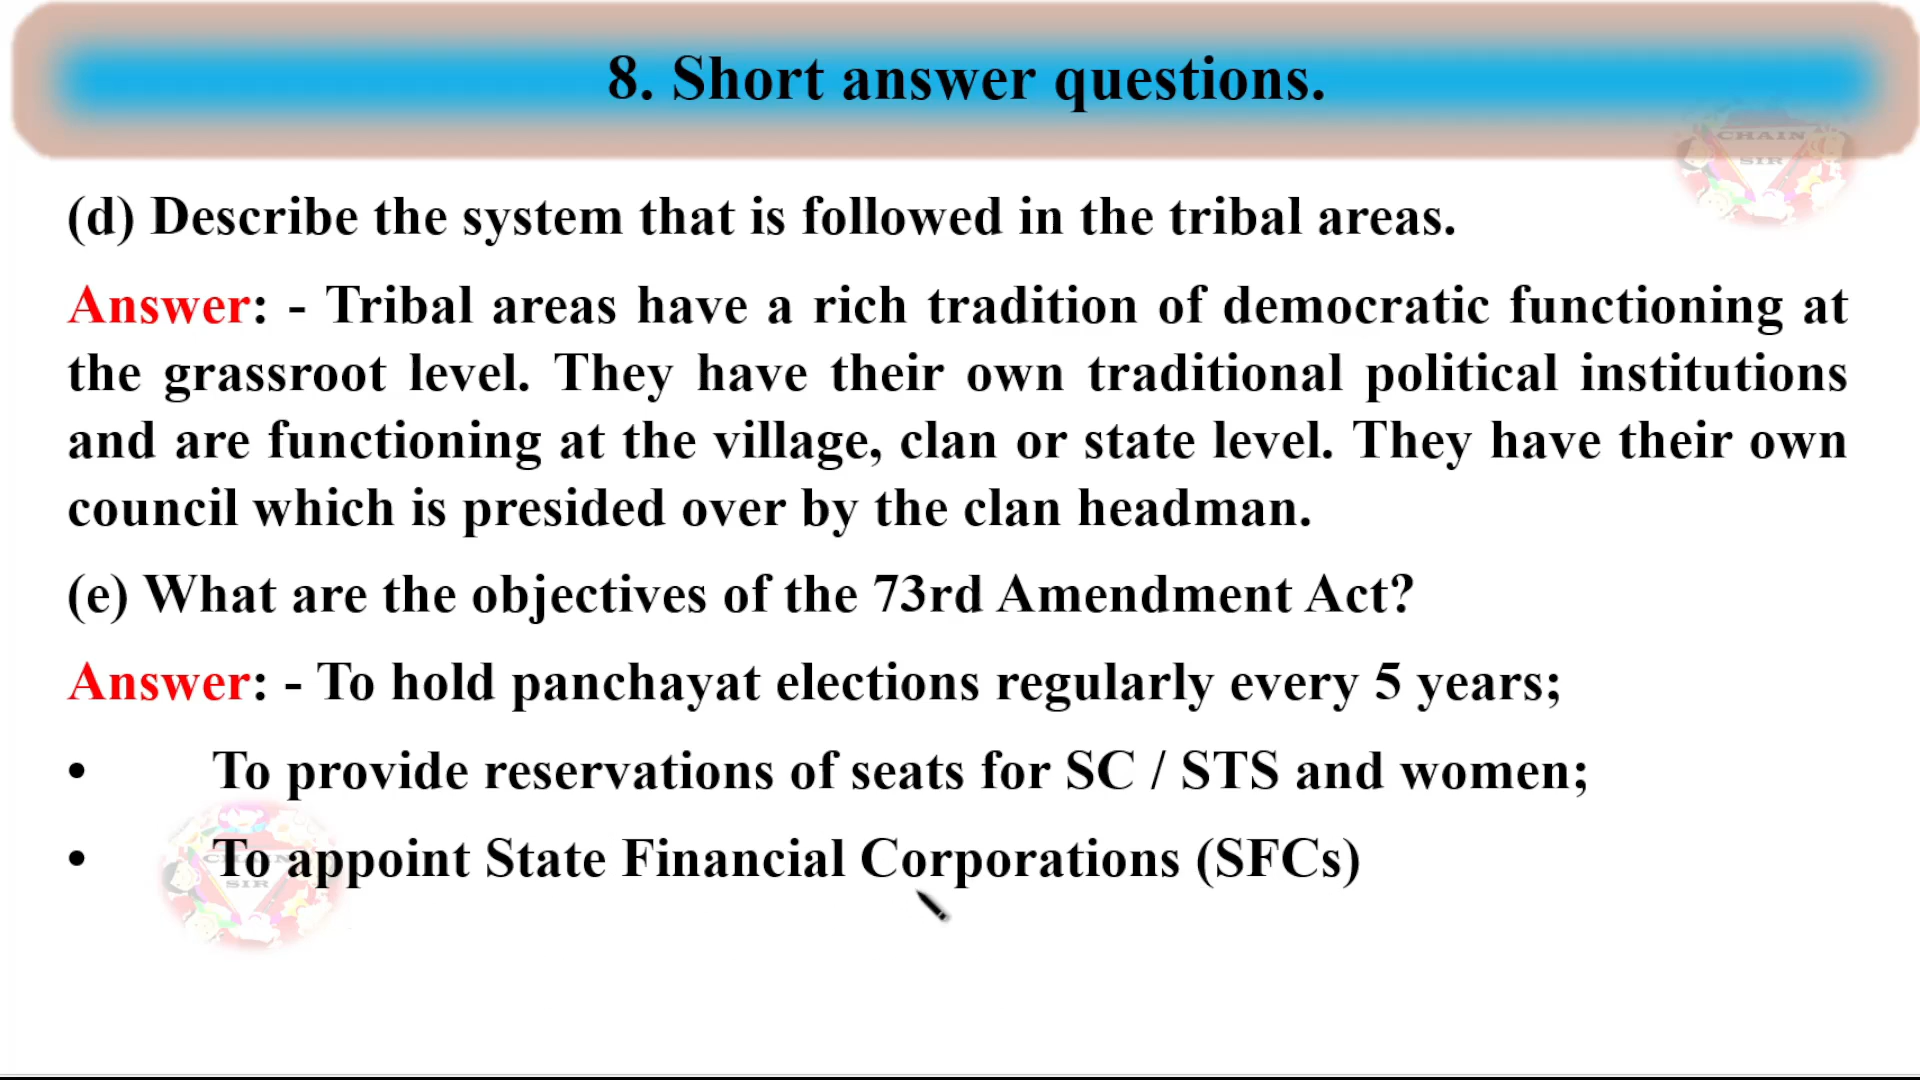 8. Short answer questions.
CHAIN
SIR
(d) Describe the system that is followed in the tribal areas.
Answer: - Tribal areas have a rich tradition of democratic functioning at
the grassroot level. They have their own traditional political institutions
and are functioning at the village, clan or state level. They have their own
council which is presided over by the clan headman.
(e) What are the objectives of the 73rd Amendment Act?
Answer: - To hold panchayat elections regularly every 5 years;
• To provide reservations of seats for SC / STS and women;
• To appoint State Financial Corporations (SFCs)
CHAIN
SIR